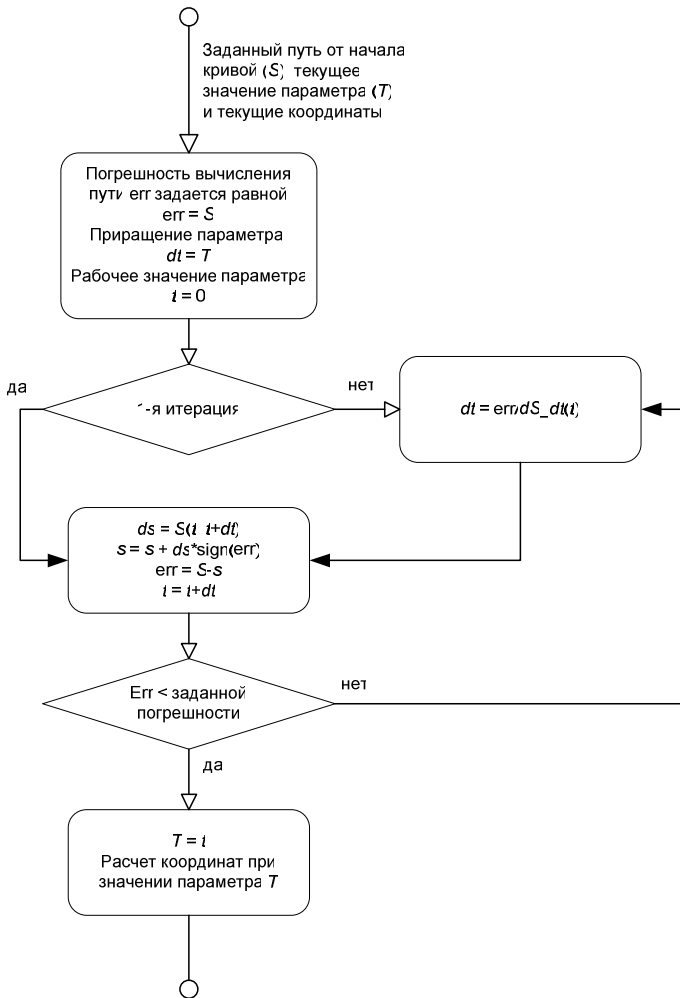 Заданный путь от начала
кривой (S) текущее
значение параметра (T)
и текущие координаты
Погрешность вычисления
пути err задается равной
err = S
Приращение параметра
dt = T
Рабочее значение параметра
t = 0
да
1-я итерация
нет
dt = err/dS_dt(t)
ds = S(t t+dt)
s = s + ds*sign(err)
err = S-s
t = t+dt
Err < заданной
погрешности
нет
да
T = t
Расчет координат при
значении параметра T